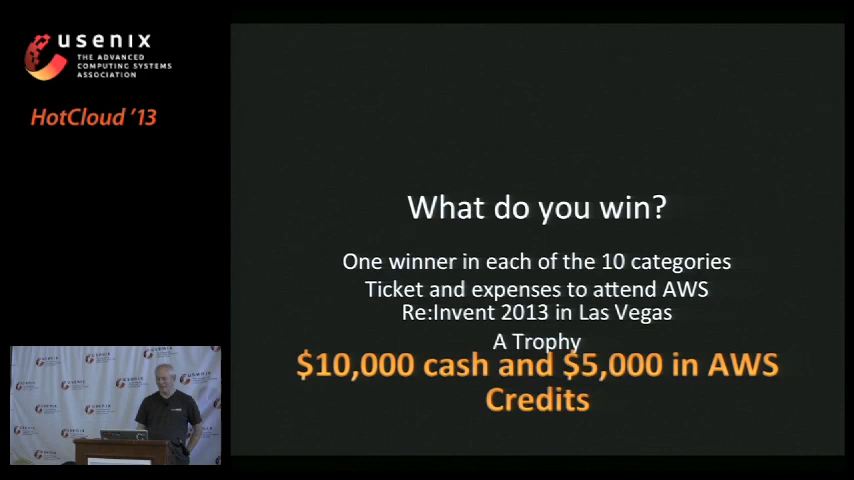 usenix
THE ADVANCED
COMPUTING SYSTEMS
ASSOCIATION
HotCloud '13
What do you win?
One winner in each of the 10 categories
Ticket and expenses to attend AWS
Re:Invent 2013 in Las Vegas
A Trophy
$10,000 cash and $5,000 in AWS
Credits